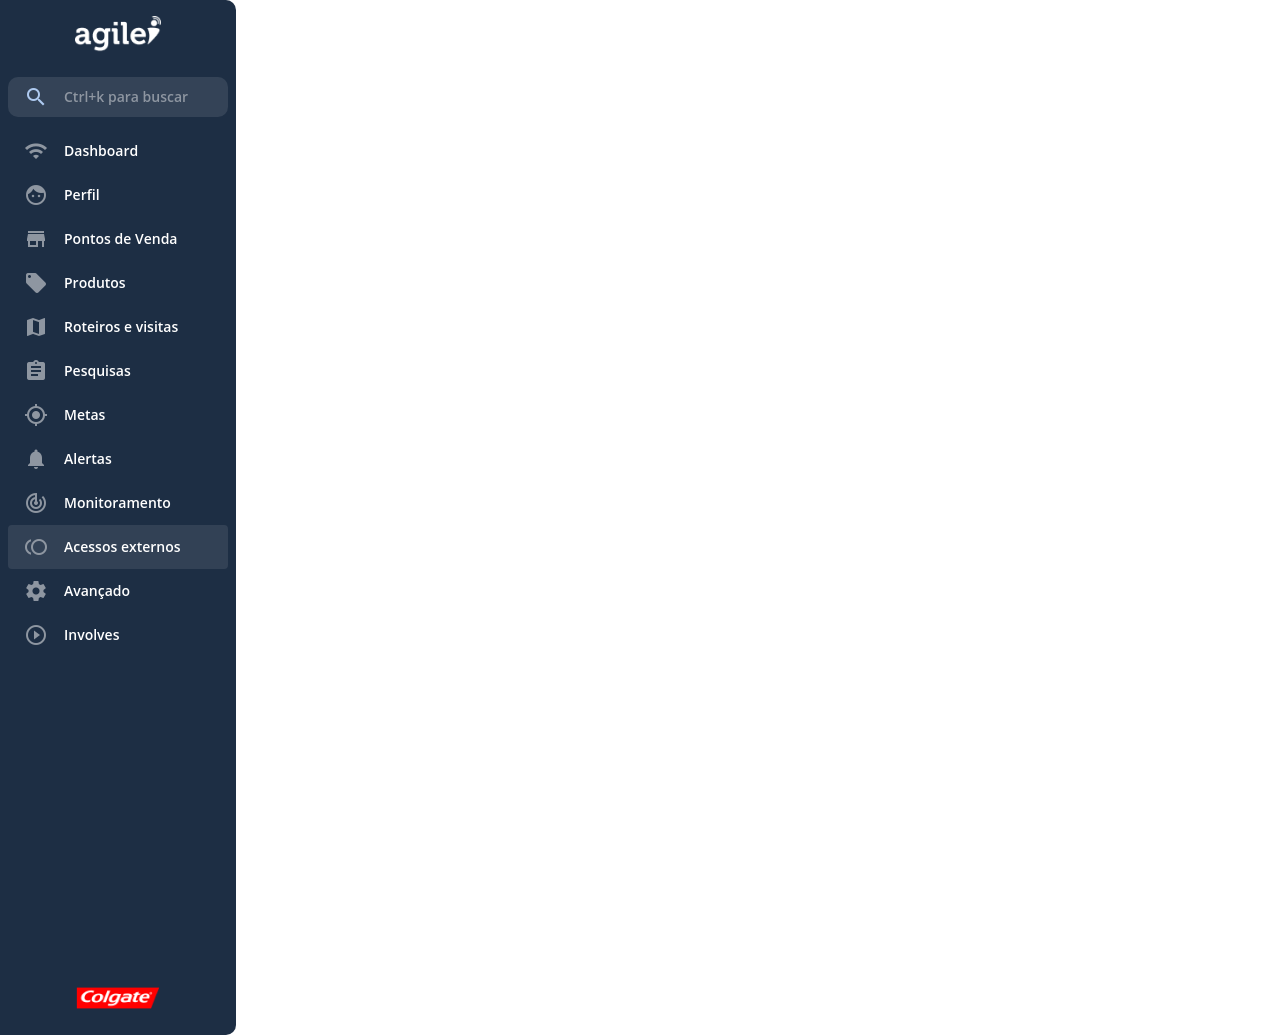 agile
Ctrl+k para buscar
Dashboard
Perfil
Pontos de Venda
Produtos
Roteiros e visitas
Pesquisas
Metas
Alertas
Monitoramento
Acessos externos
Avançado
Involves
Colgate